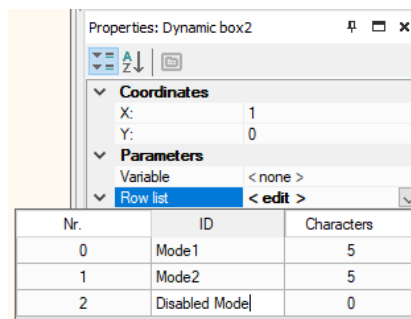 Properties: Dynamic box2
Coordinates
X: 1
Y: 0
Parameters
Variable < none >
Row list < edit >
Nr. ID Characters
0 Mode1 5
1 Mode2 5
2 Disabled Mode 0